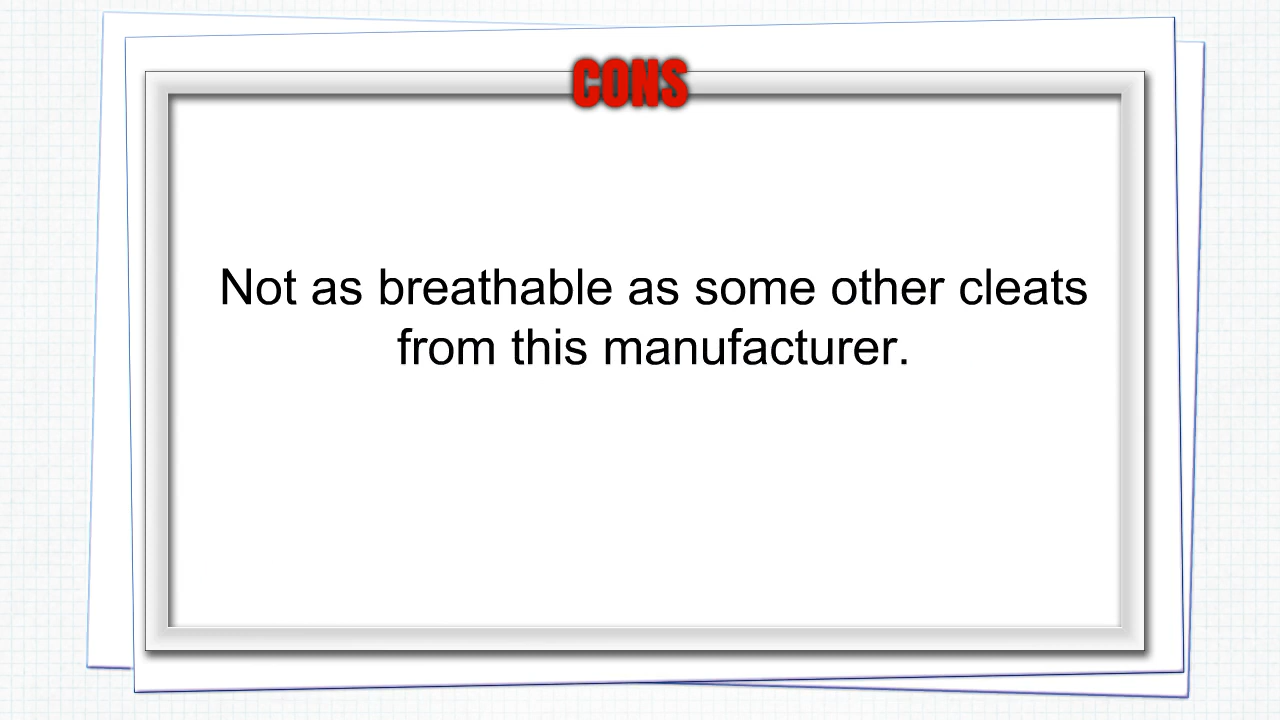 CONS
Not as breathable as some other cleats
from this manufacturer.